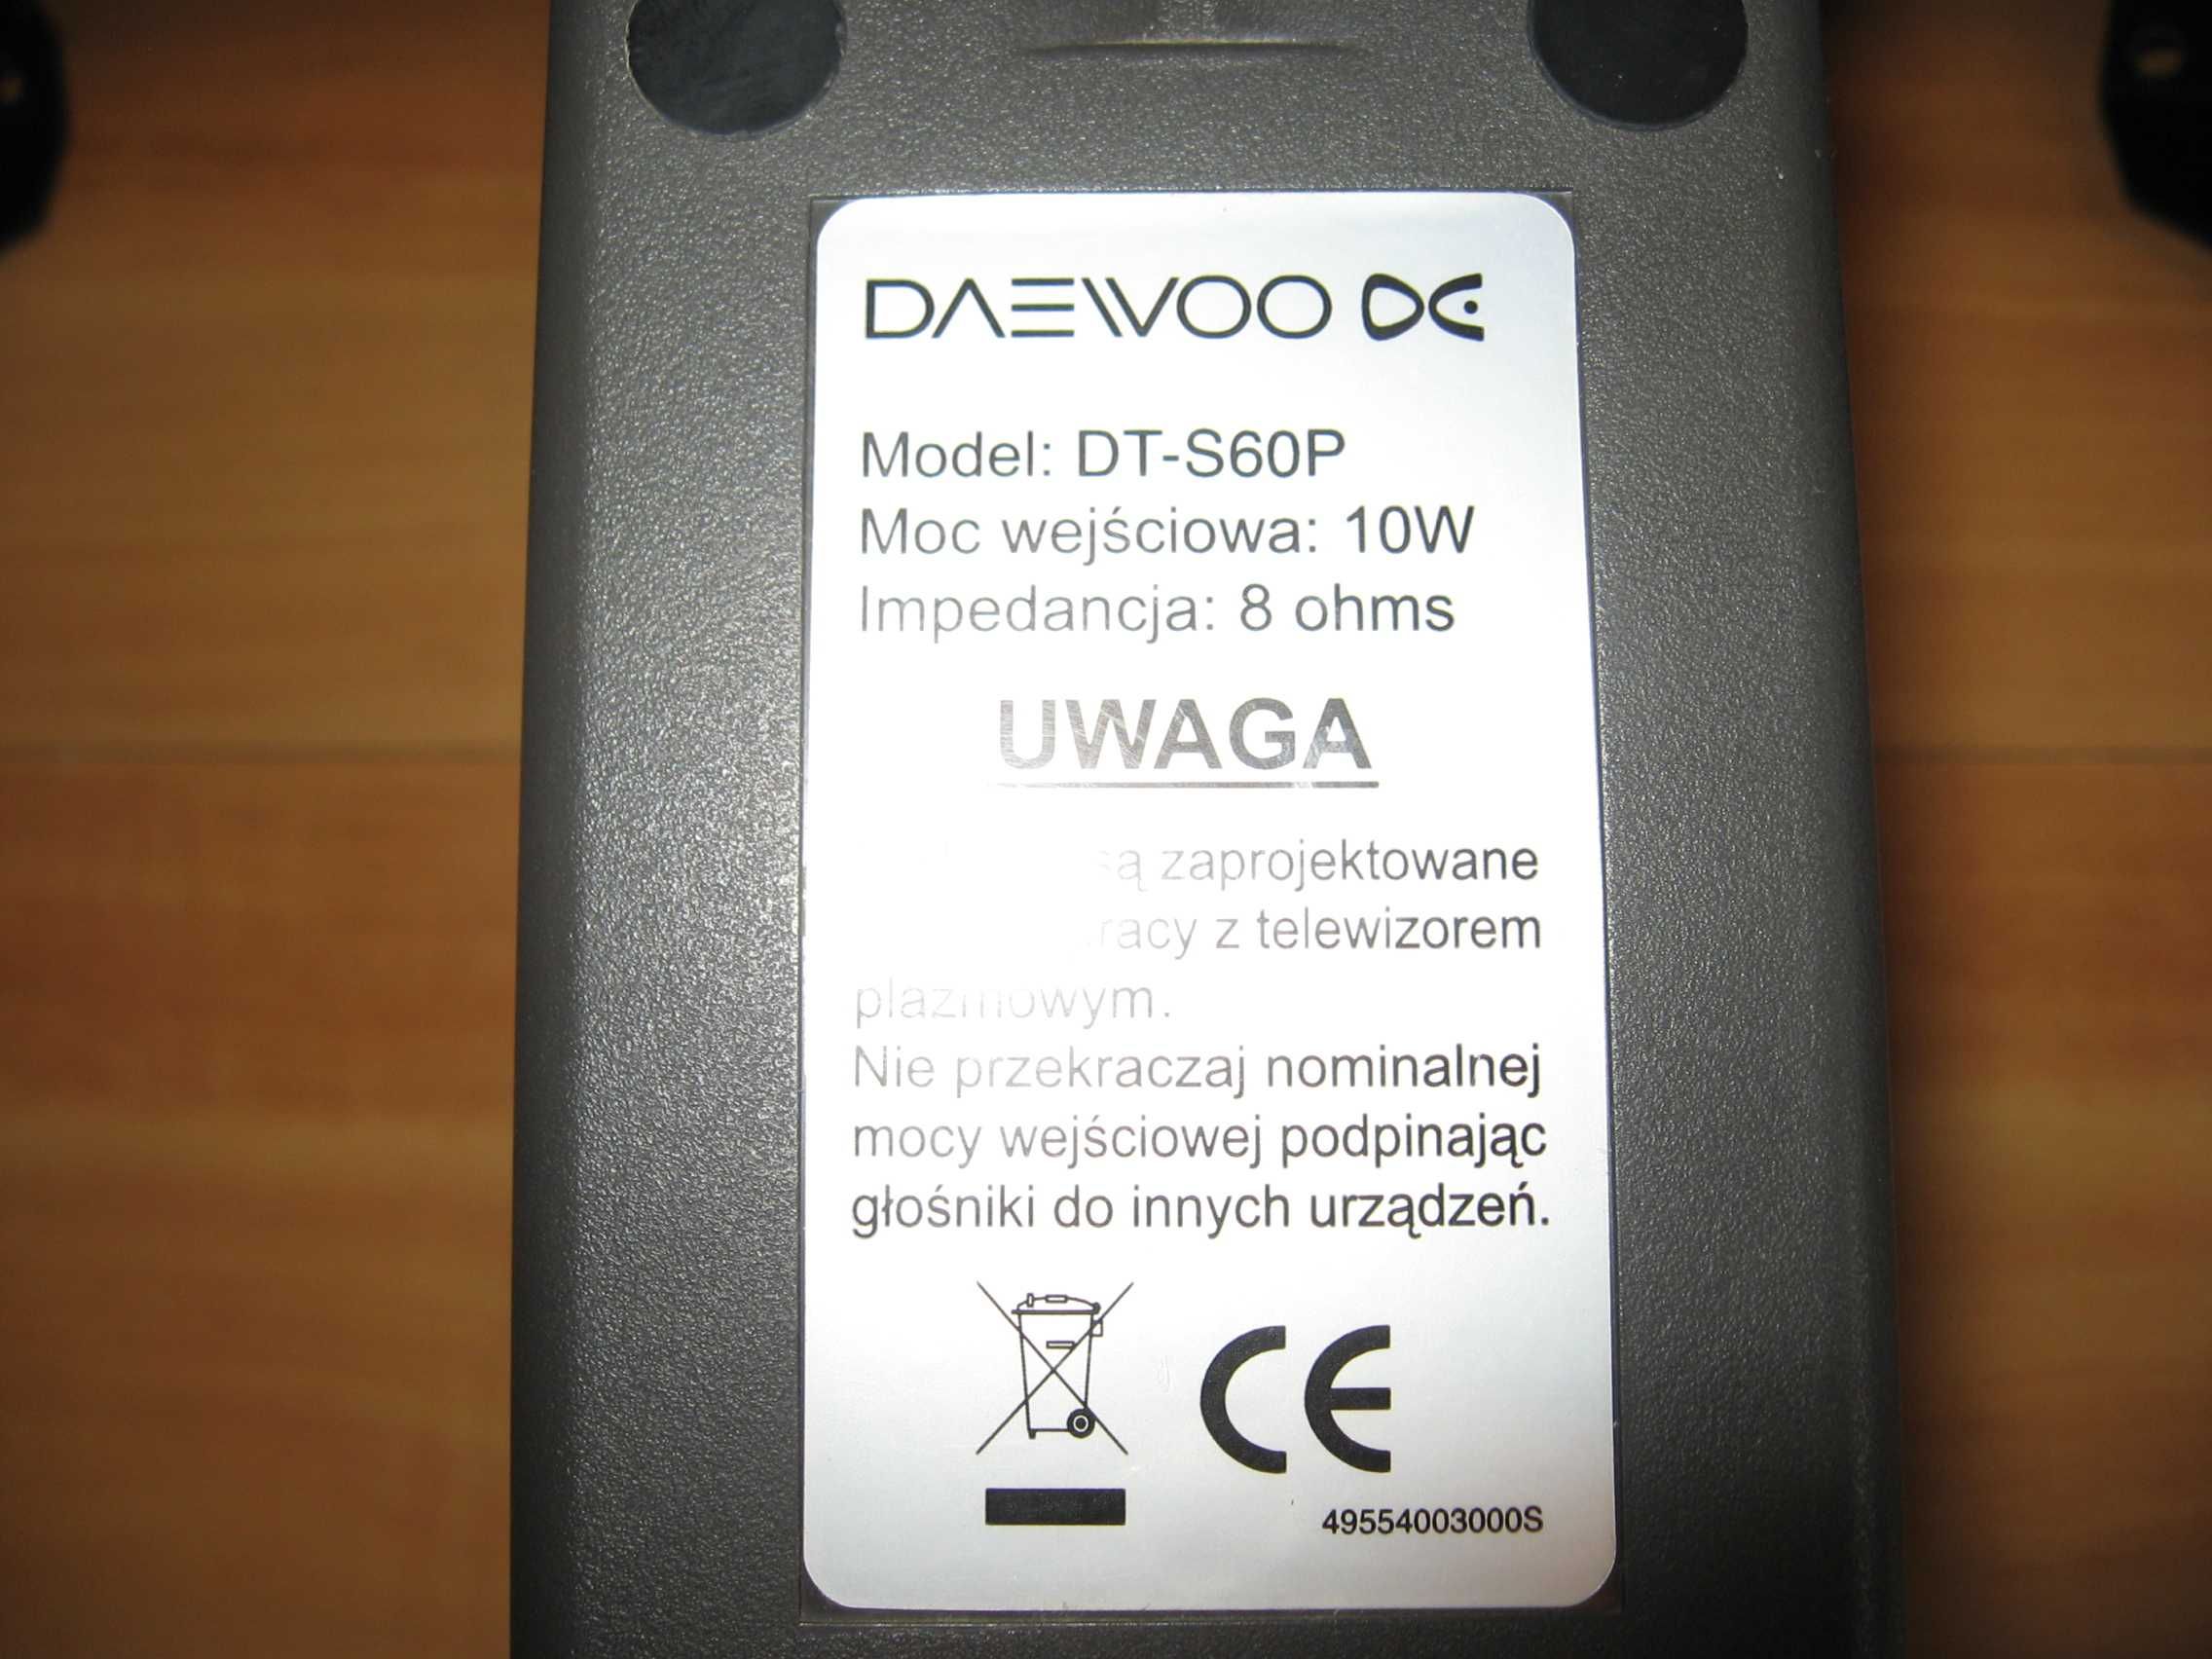 DAEWOO
Model: DT-S60P
Moc wejściowa: 10W
Impedancja: 8 ohms
UWAGA
są zaprojektowane
z telewizorem
plazmowym.
Nie przekraczaj nominalnej
mocy wejściowej podpinając
głośniki do innych urządzeń.
CE
49554003000S